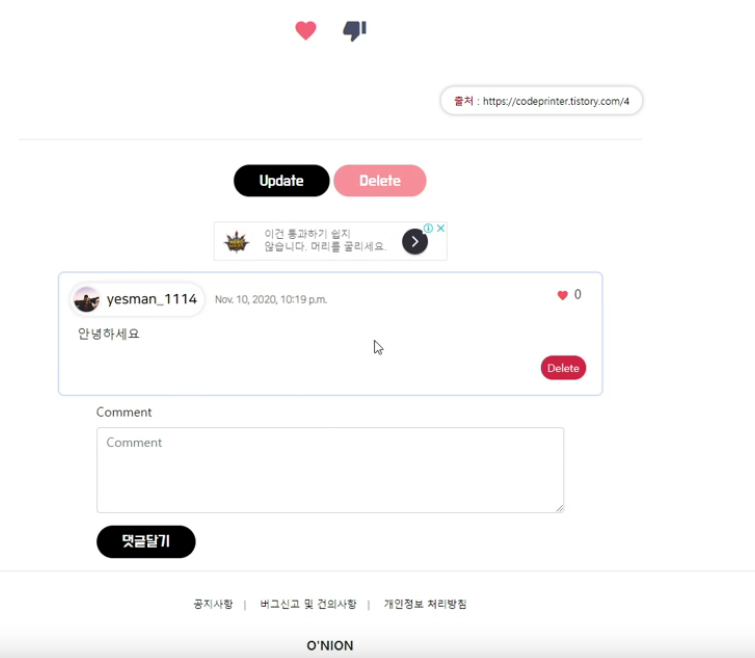 출처 : https://codeprinter.tistory.com/4
Update Delete
이건 통과하기 쉽지
않습니다. 머리를 굴리세요.
yesman_1114 Nov. 10, 2020, 10:19 p.m. 0
안녕하세요
Delete
Comment
Comment
댓글달기
공지사항 | 버그신고 및 건의사항 | 개인정보 처리방침
O'NION